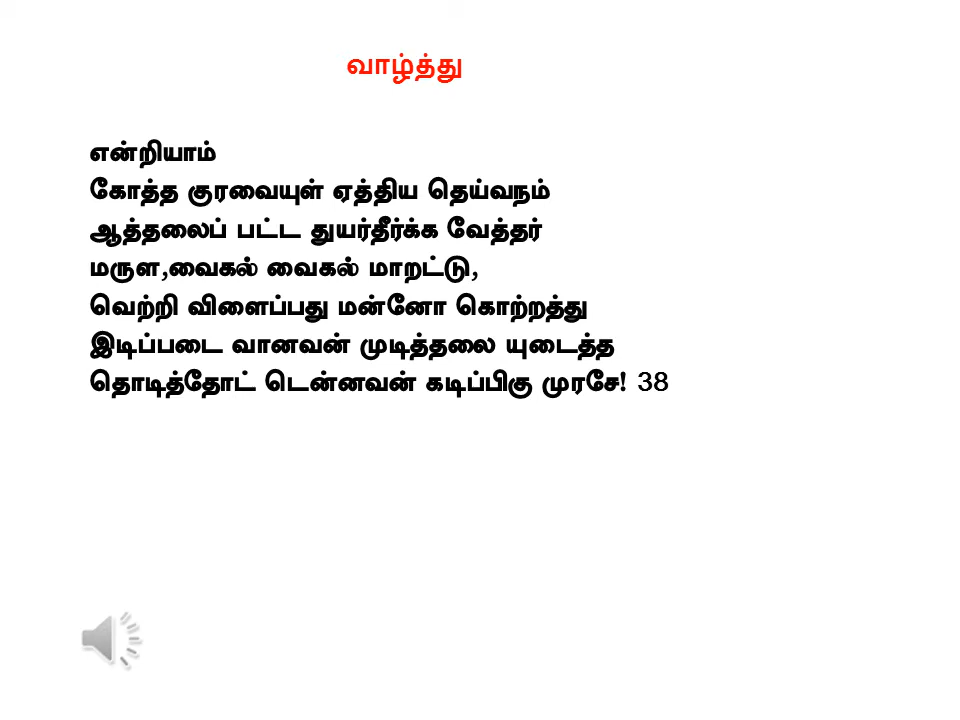 வாழ்த்து
என்றியாம்
கோத்த குரவையுள் ஏத்திய தெய்வநம்
ஆத்தலைப் பட்ட துயர்தீர்க்க வேத்தர்
மருள,வைகல் வைகல் மாறட்டு,
வெற்றி விளைப்பது மன்னோ கொற்றத்து
இடிப்படை வானவன் முடித்தலை யுடைத்த
தொடித்தோட் டென்னவன் கடிப்பிகு முரசே! 38